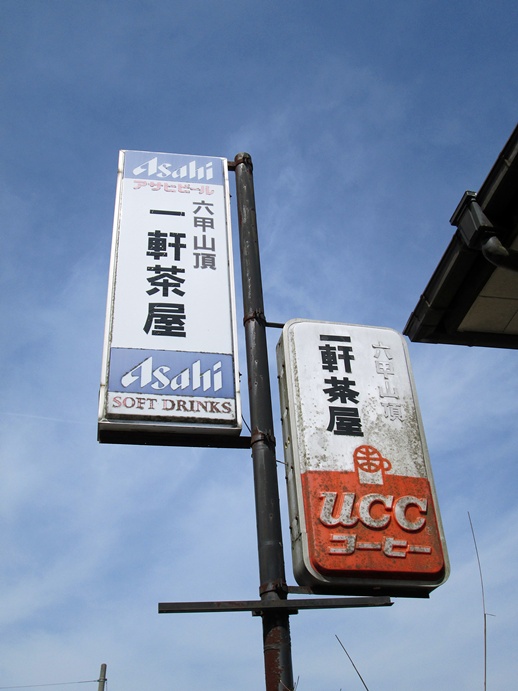 Asahi
アサヒビール
六甲山頂
一軒茶屋
Asahi
SOFT DRINKS
六甲山頂
一軒茶屋
UCC
コーヒー